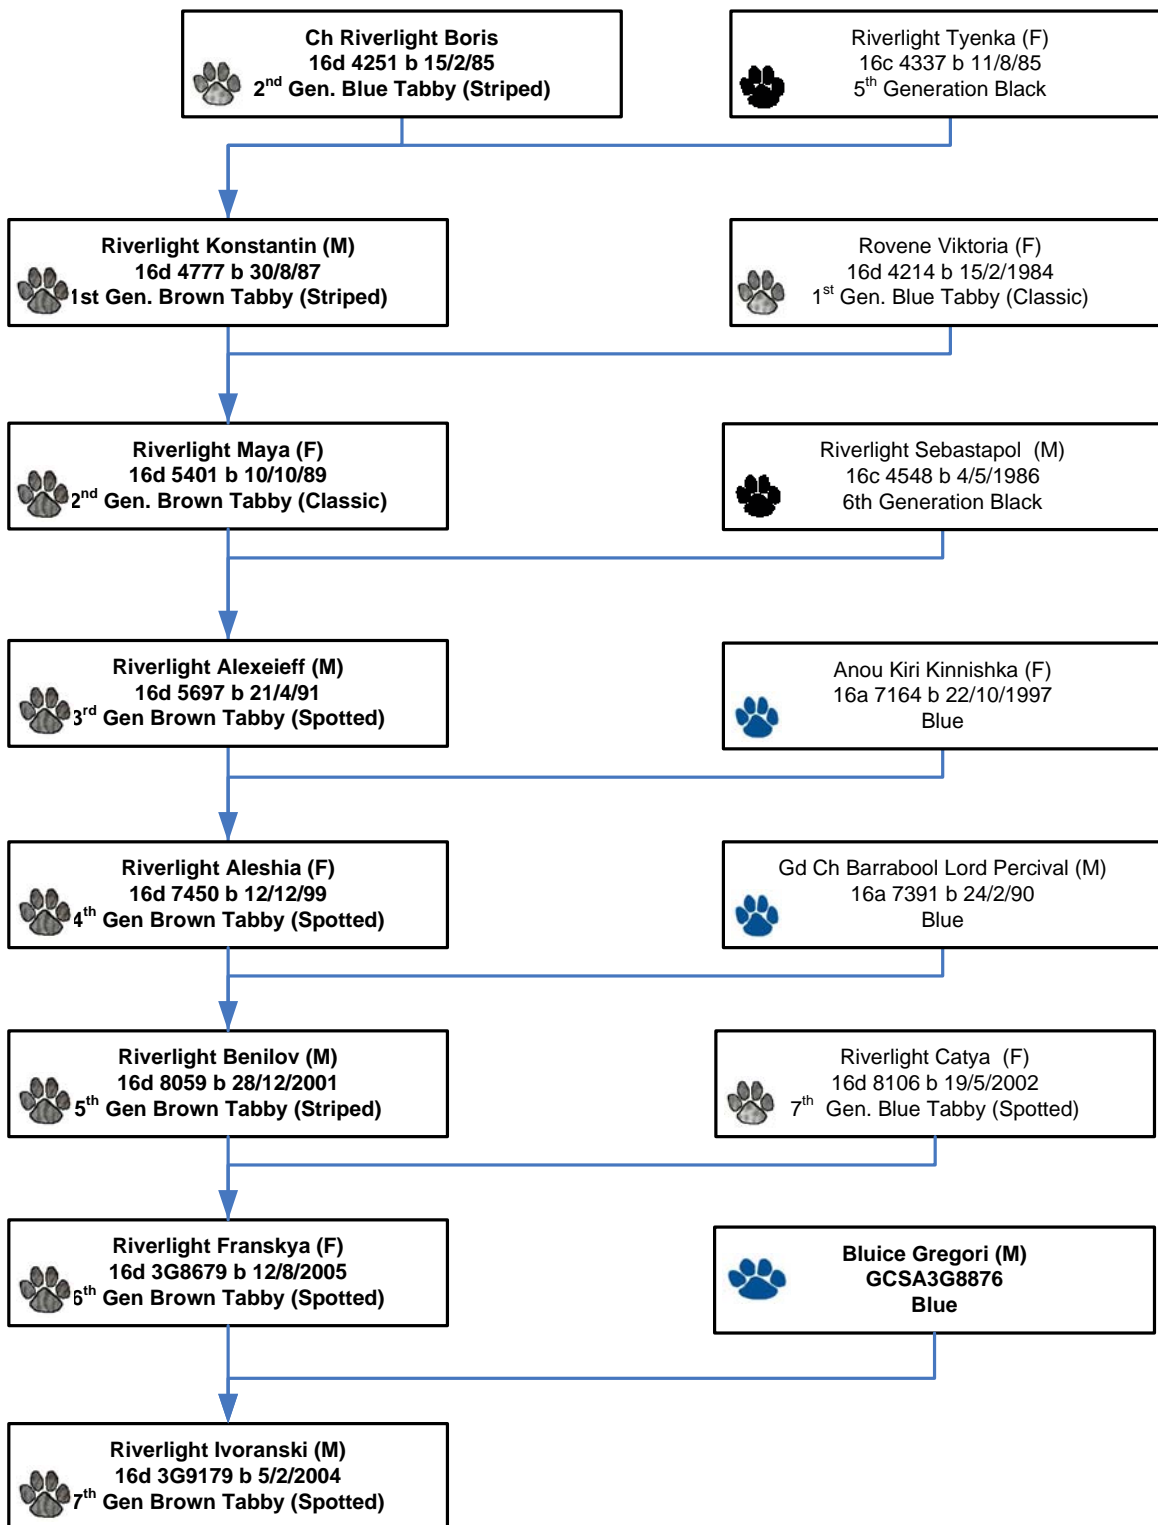 Ch Riverlight Boris
16d 4251 b 15/2/85
2nd Gen. Blue Tabby (Striped)
Riverlight Tyenka (F)
16c 4337 b 11/8/85
5th Generation Black
Riverlight Konstantin (M)
16d 4777 b 30/8/87
1st Gen. Brown Tabby (Striped)
Rovene Viktoria (F)
16d 4214 b 15/2/1984
1st Gen. Blue Tabby (Classic)
Riverlight Maya (F)
16d 5401 b 10/10/89
2nd Gen. Brown Tabby (Classic)
Riverlight Sebastapol (M)
16c 4548 b 4/5/1986
6th Generation Black
Riverlight Alexeieff (M)
16d 5697 b 21/4/91
3rd Gen Brown Tabby (Spotted)
Anou Kiri Kinnishka (F)
16a 7164 b 22/10/1997
Blue
Riverlight Aleshia (F)
16d 7450 b 12/12/99
4th Gen Brown Tabby (Spotted)
Gd Ch Barrabool Lord Percival (M)
16a 7391 b 24/2/90
Blue
Riverlight Benilov (M)
16d 8059 b 28/12/2001
5th Gen Brown Tabby (Striped)
Riverlight Catya (F)
16d 8106 b 19/5/2002
7th Gen. Blue Tabby (Spotted)
Riverlight Franskya (F)
16d 3G8679 b 12/8/2005
6th Gen Brown Tabby (Spotted)
Bluice Gregori (M)
GCSA3G8876
Blue
Riverlight Ivoranski (M)
16d 3G9179 b 5/2/2004
7th Gen Brown Tabby (Spotted)